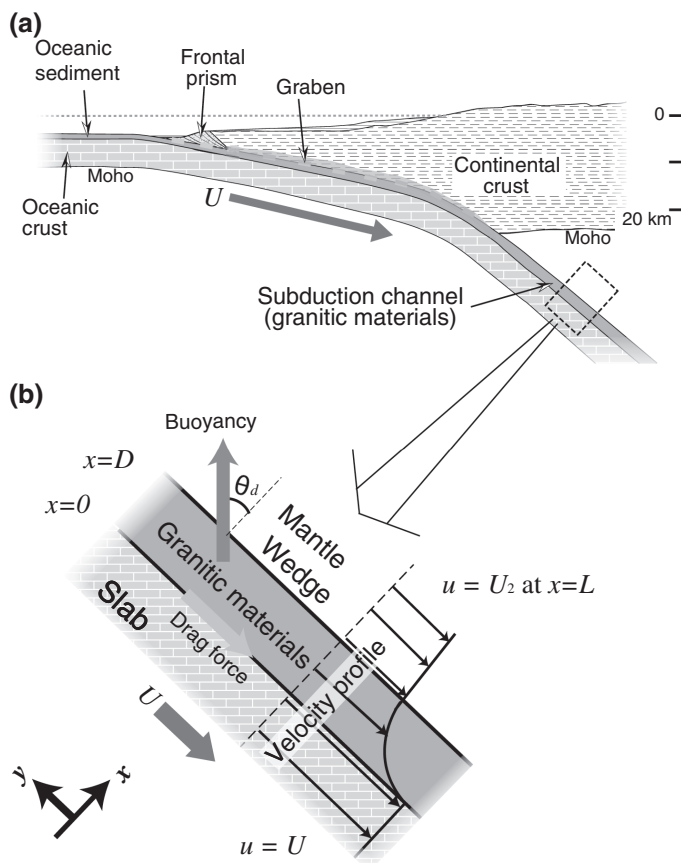 (a)
Oceanic
sediment
Frontal
prism
Graben
0
Continental
crust
Moho
U
Oceanic
crust
20 km
Moho
Subduction channel
(granitic materials)
(b)
Buoyancy
x=D
θd
x=0
Mantle
Wedge
Granitic materials
u = U2 at x=L
Slab
Drag force
Velocity profile
U
y
x
u = U